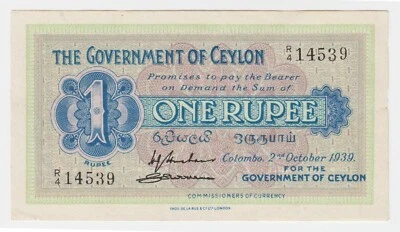 THE GOVERNMENT OF CEYLON R/4 14539
Promises to pay the Bearer
on Demand the Sum of
1 ONE RUPEE
රුපියල ஒருரூபாய்
RUPEE
Colombo, 2nd October 1939.
R/4 14539
FOR THE
GOVERNMENT OF CEYLON
COMMISSIONERS OF CURRENCY